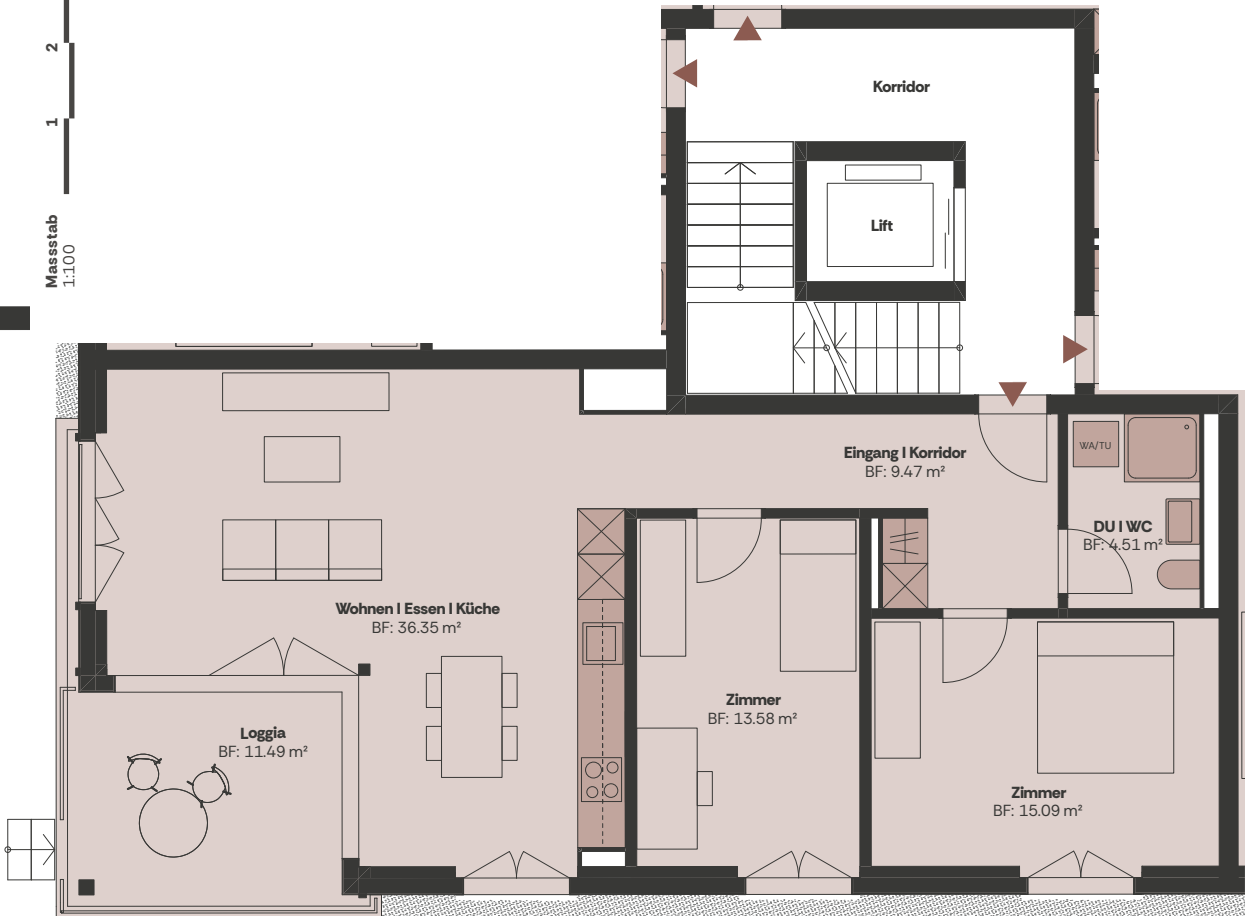 2
1
Massstab
1:100
Korridor
Lift
Eingang I Korridor
BF: 9.47 m²
WA/TU
DU I WC
BF: 4.51 m²
Wohnen I Essen I Küche
BF: 36.35 m²
Zimmer
BF: 13.58 m²
Loggia
BF: 11.49 m²
Zimmer
BF: 15.09 m²